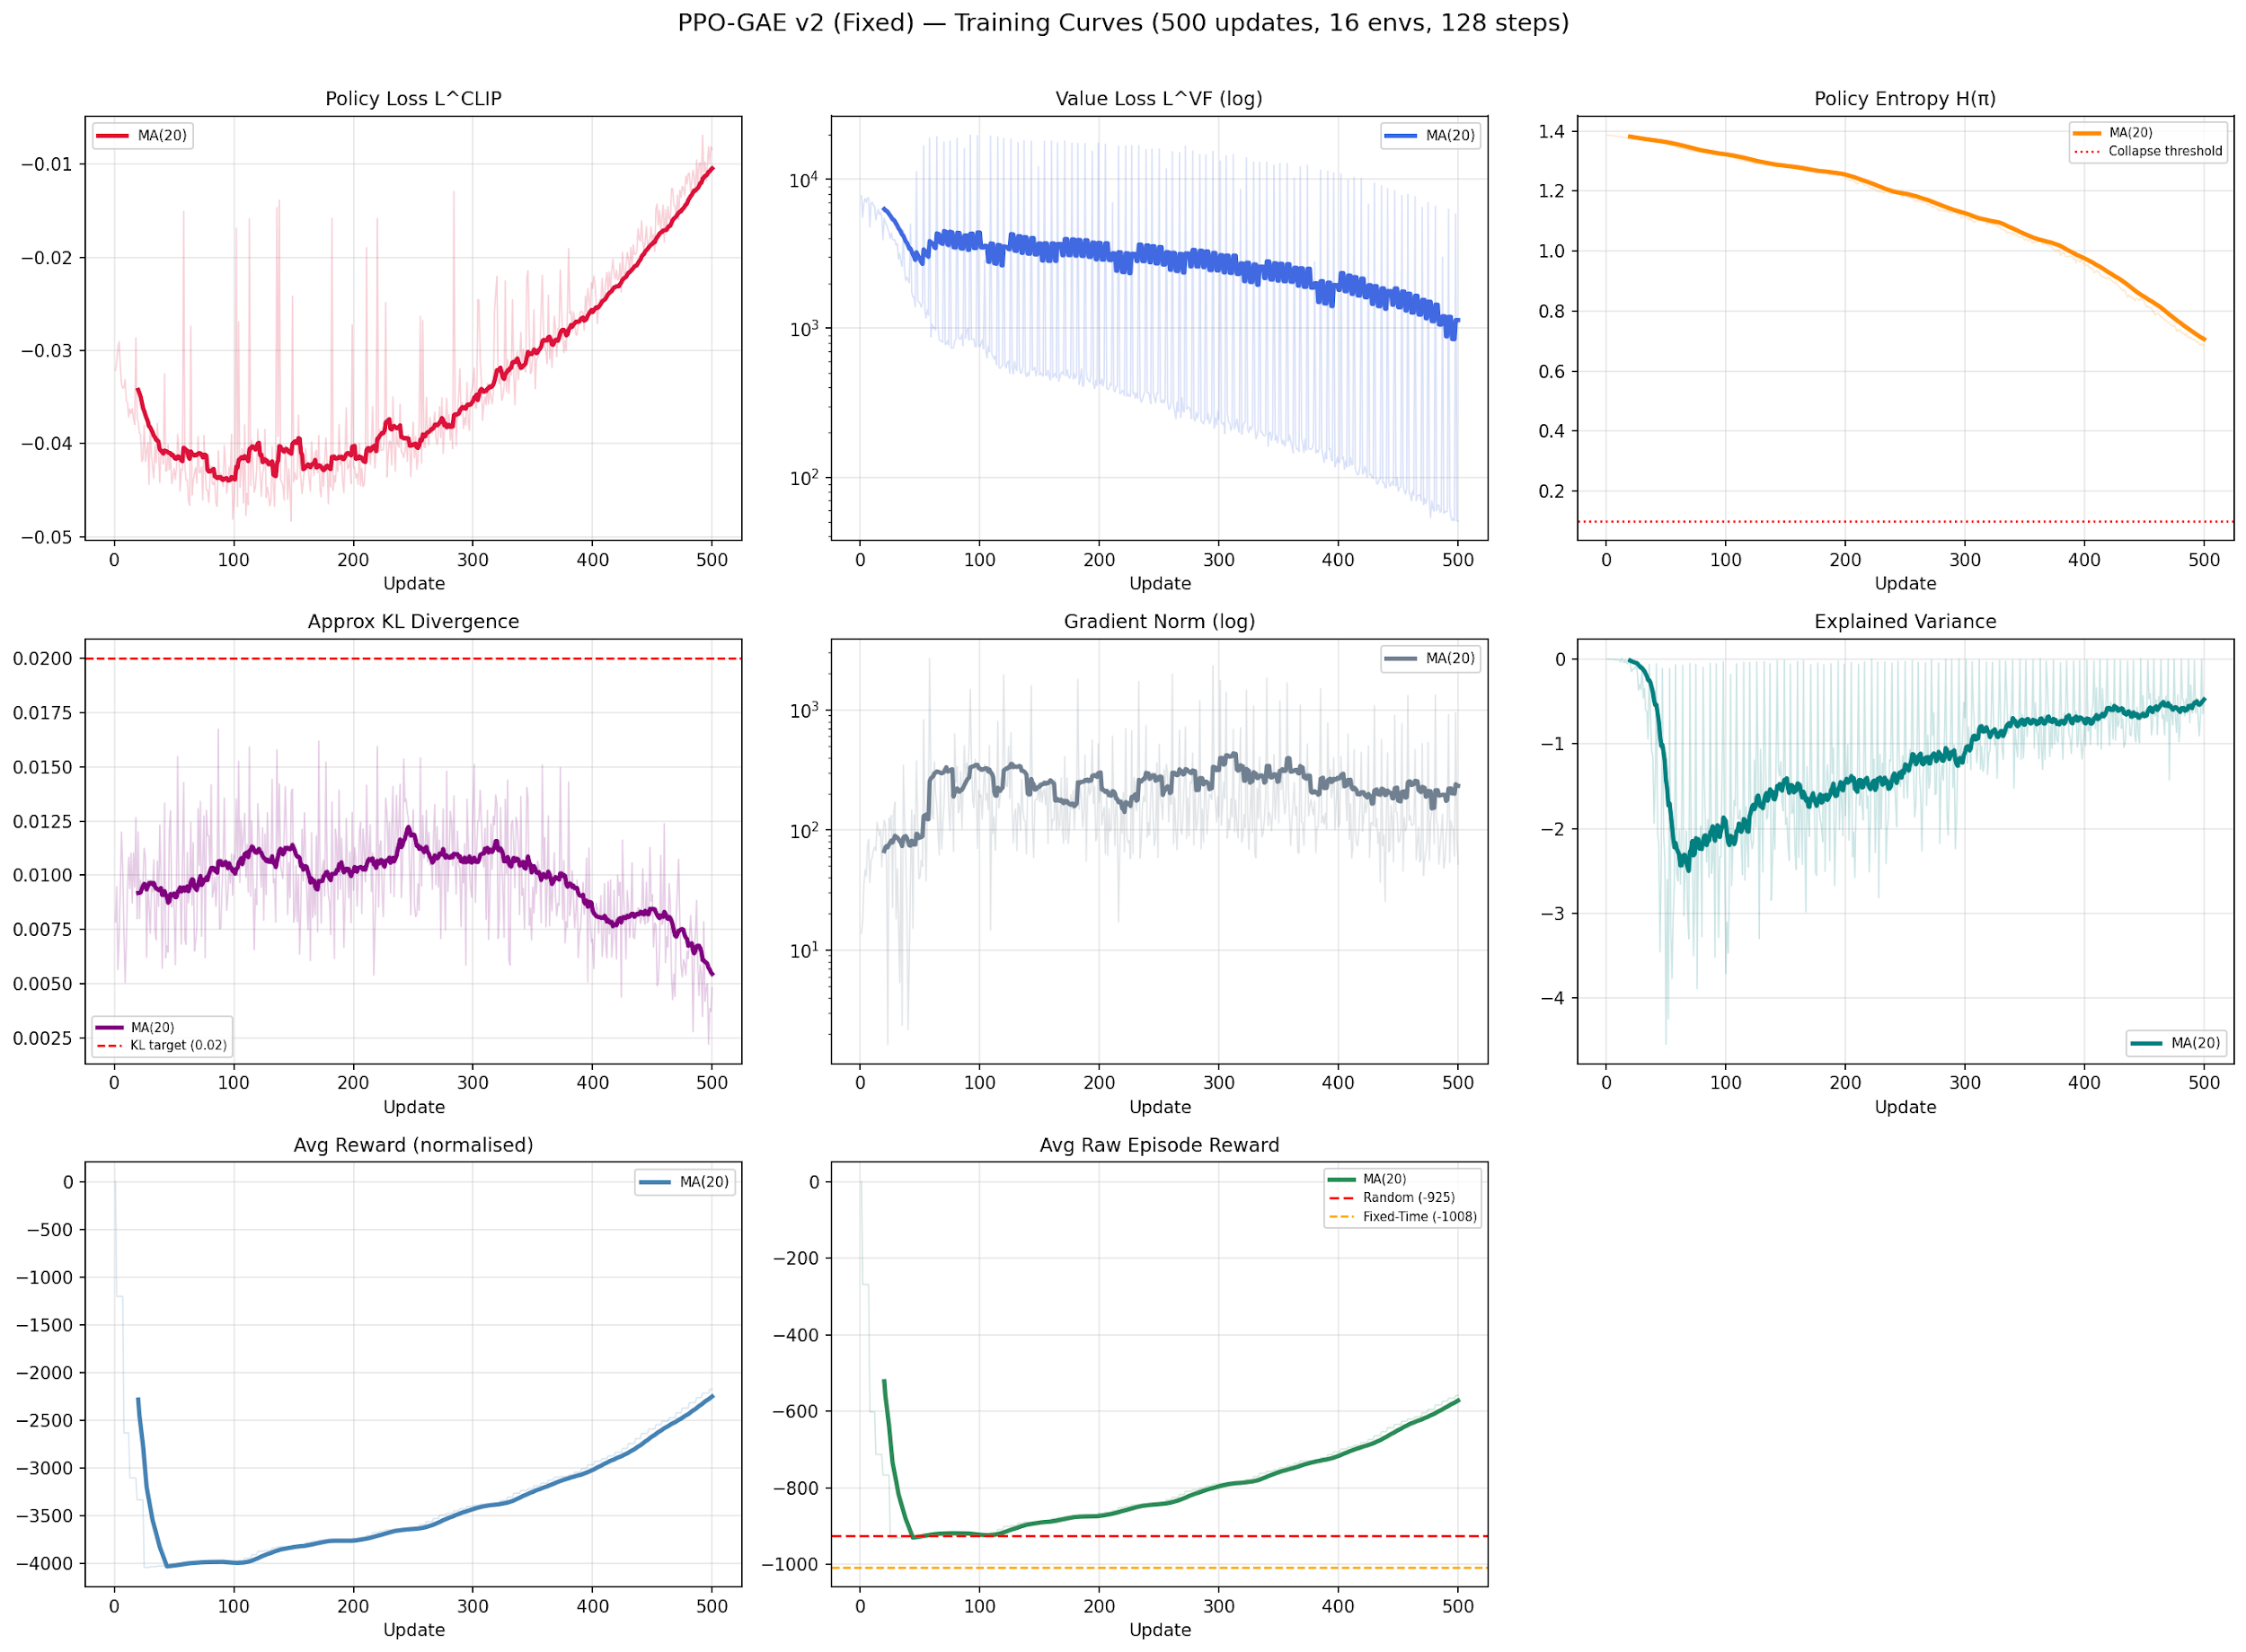 PPO-GAE v2 (Fixed) — Training Curves (500 updates, 16 envs, 128 steps)
Policy Loss L^CLIP
MA(20)
−0.01
−0.02
−0.03
−0.04
−0.05
0 100 200 300 400 500
Update
Value Loss L^VF (log)
MA(20)
10^4
10^3
10^2
0 100 200 300 400 500
Update
Policy Entropy H(π)
MA(20)
Collapse threshold
1.4
1.2
1.0
0.8
0.6
0.4
0.2
0 100 200 300 400 500
Update
Approx KL Divergence
0.0200
0.0175
0.0150
0.0125
0.0100
0.0075
0.0050
0.0025
MA(20)
KL target (0.02)
0 100 200 300 400 500
Update
Gradient Norm (log)
MA(20)
10^3
10^2
10^1
0 100 200 300 400 500
Update
Explained Variance
0
−1
−2
−3
−4
MA(20)
0 100 200 300 400 500
Update
Avg Reward (normalised)
MA(20)
0
−500
−1000
−1500
−2000
−2500
−3000
−3500
−4000
0 100 200 300 400 500
Update
Avg Raw Episode Reward
MA(20)
Random (-925)
Fixed-Time (-1008)
0
−200
−400
−600
−800
−1000
0 100 200 300 400 500
Update